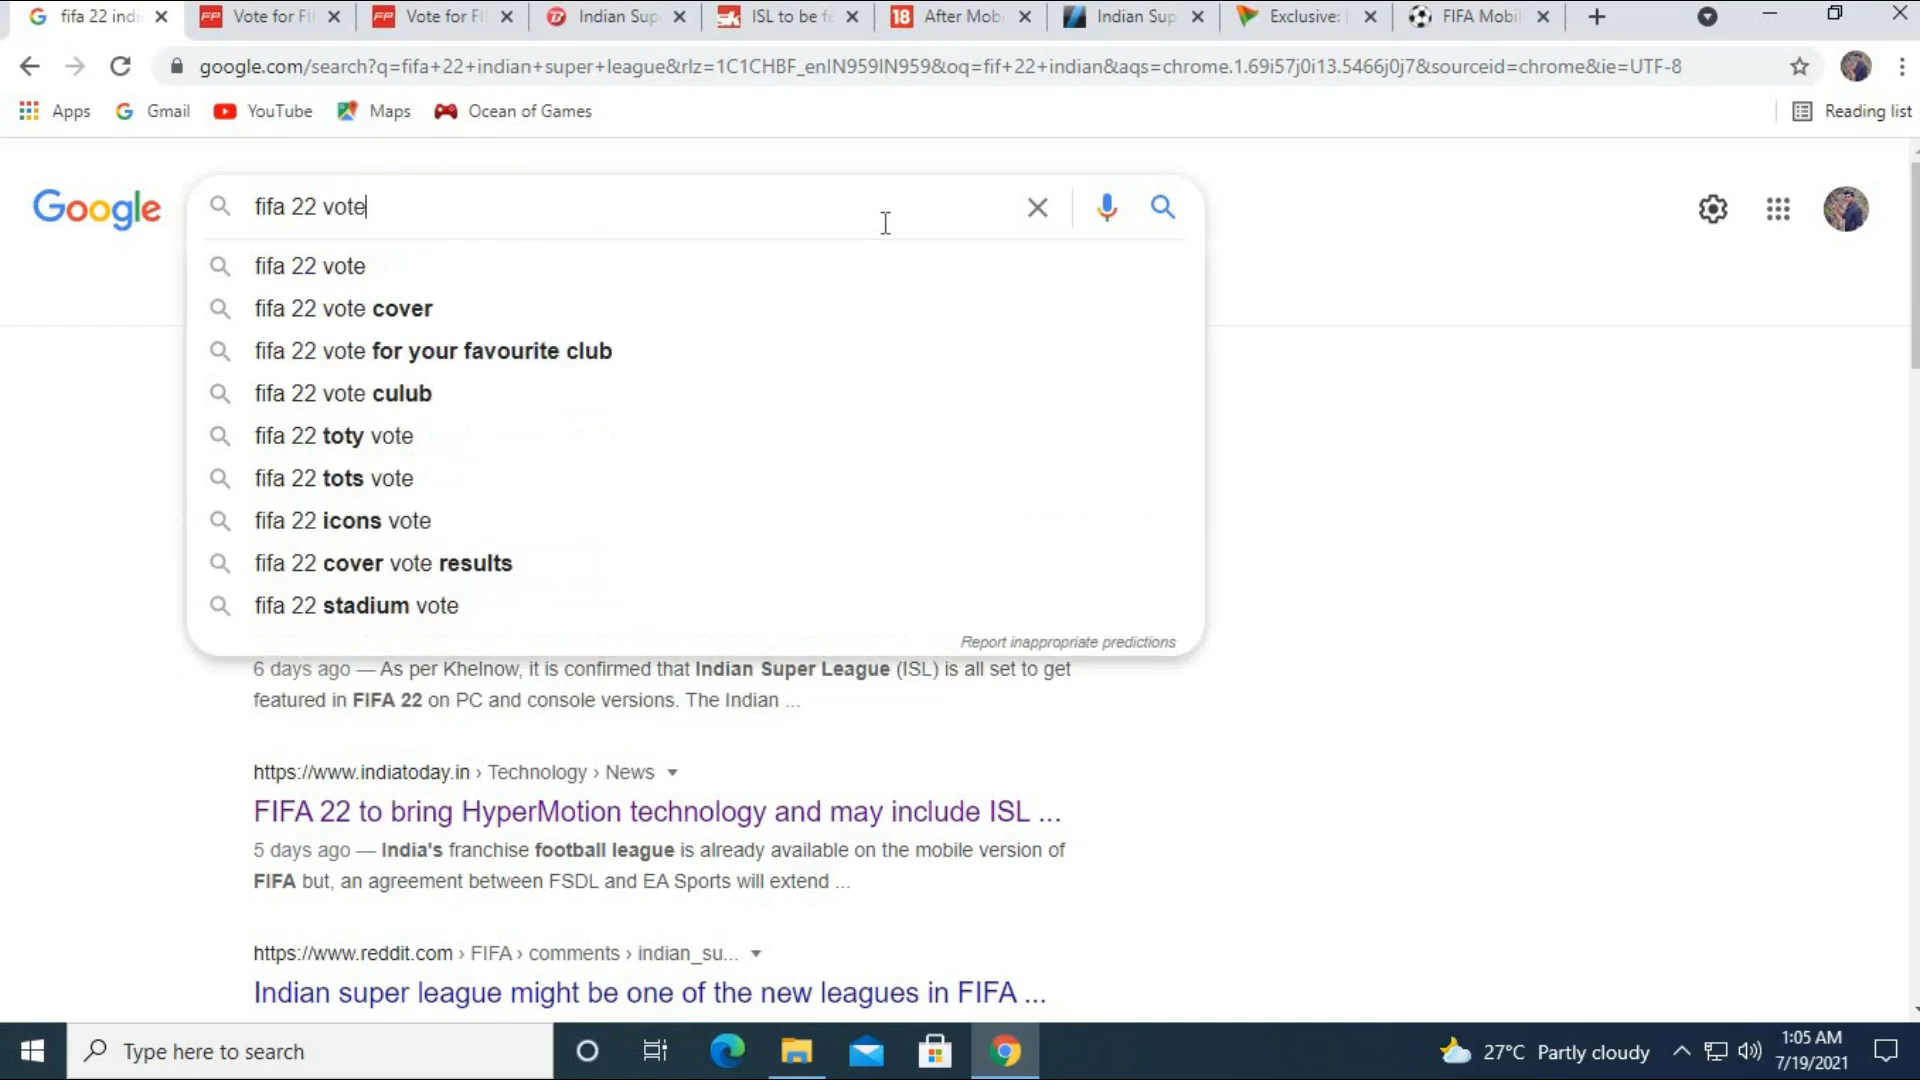 fifa 22 indi
Vote for FI
Vote for FI
Indian Sup
ISL to be fe
After Mobi
Indian Sup
Exclusive:
FIFA Mobil
google.com/search?q=fifa+22+indian+super+league&rlz=1C1CHBF_enIN959IN959&oq=fif+22+indian&aqs=chrome.1.69i57j0i13.5466j0j7&sourceid=chrome&ie=UTF-8
Apps Gmail YouTube Maps Ocean of Games Reading list
Google
fifa 22 vote
fifa 22 vote
fifa 22 vote cover
fifa 22 vote for your favourite club
fifa 22 vote culub
fifa 22 toty vote
fifa 22 tots vote
fifa 22 icons vote
fifa 22 cover vote results
fifa 22 stadium vote
Report inappropriate predictions
6 days ago — As per Khelnow, it is confirmed that Indian Super League (ISL) is all set to get
featured in FIFA 22 on PC and console versions. The Indian ...
https://www.indiatoday.in › Technology › News
FIFA 22 to bring HyperMotion technology and may include ISL ...
5 days ago — India's franchise football league is already available on the mobile version of
FIFA but, an agreement between FSDL and EA Sports will extend ...
https://www.reddit.com › FIFA › comments › indian_su...
Indian super league might be one of the new leagues in FIFA ...
Type here to search
27°C Partly cloudy
1:05 AM
7/19/2021